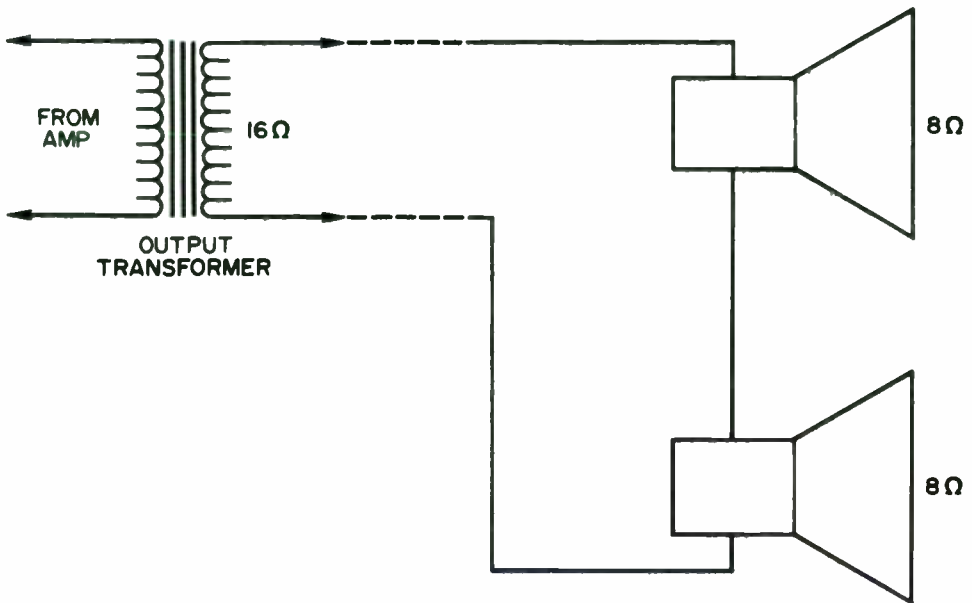 FROM
AMP
16Ω
OUTPUT
TRANSFORMER
8Ω
8Ω